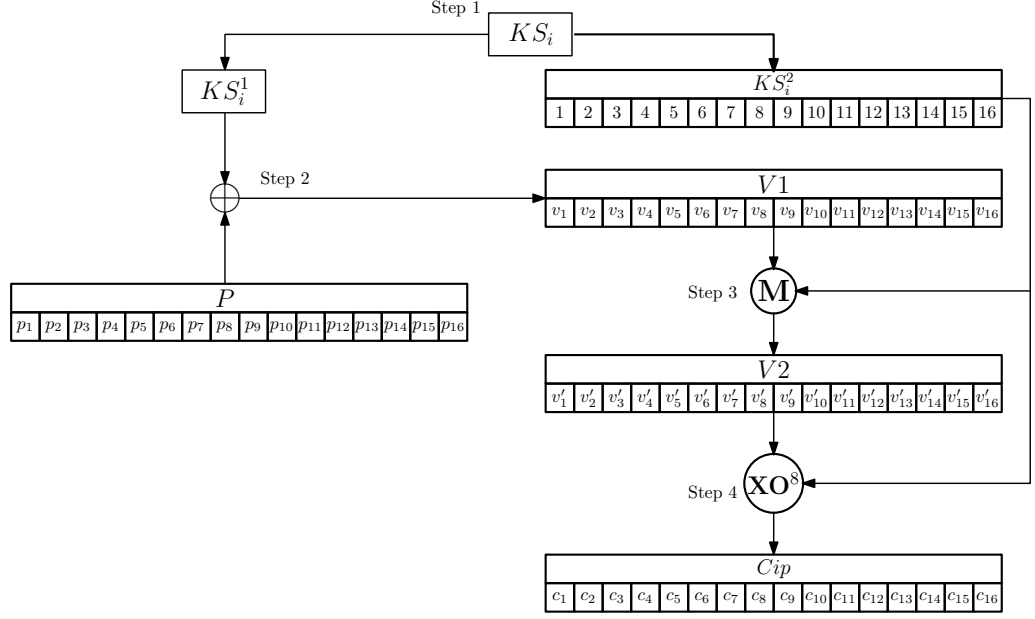 Step 1
KS_i
KS_i^1
KS_i^2
1 2 3 4 5 6 7 8 9 10 11 12 13 14 15 16
Step 2
V1
v_1 v_2 v_3 v_4 v_5 v_6 v_7 v_8 v_9 v_10 v_11 v_12 v_13 v_14 v_15 v_16
P
p_1 p_2 p_3 p_4 p_5 p_6 p_7 p_8 p_9 p_10 p_11 p_12 p_13 p_14 p_15 p_16
Step 3
M
V2
v'_1 v'_2 v'_3 v'_4 v'_5 v'_6 v'_7 v'_8 v'_9 v'_10 v'_11 v'_12 v'_13 v'_14 v'_15 v'_16
Step 4
XO^8
Cip
c_1 c_2 c_3 c_4 c_5 c_6 c_7 c_8 c_9 c_10 c_11 c_12 c_13 c_14 c_15 c_16